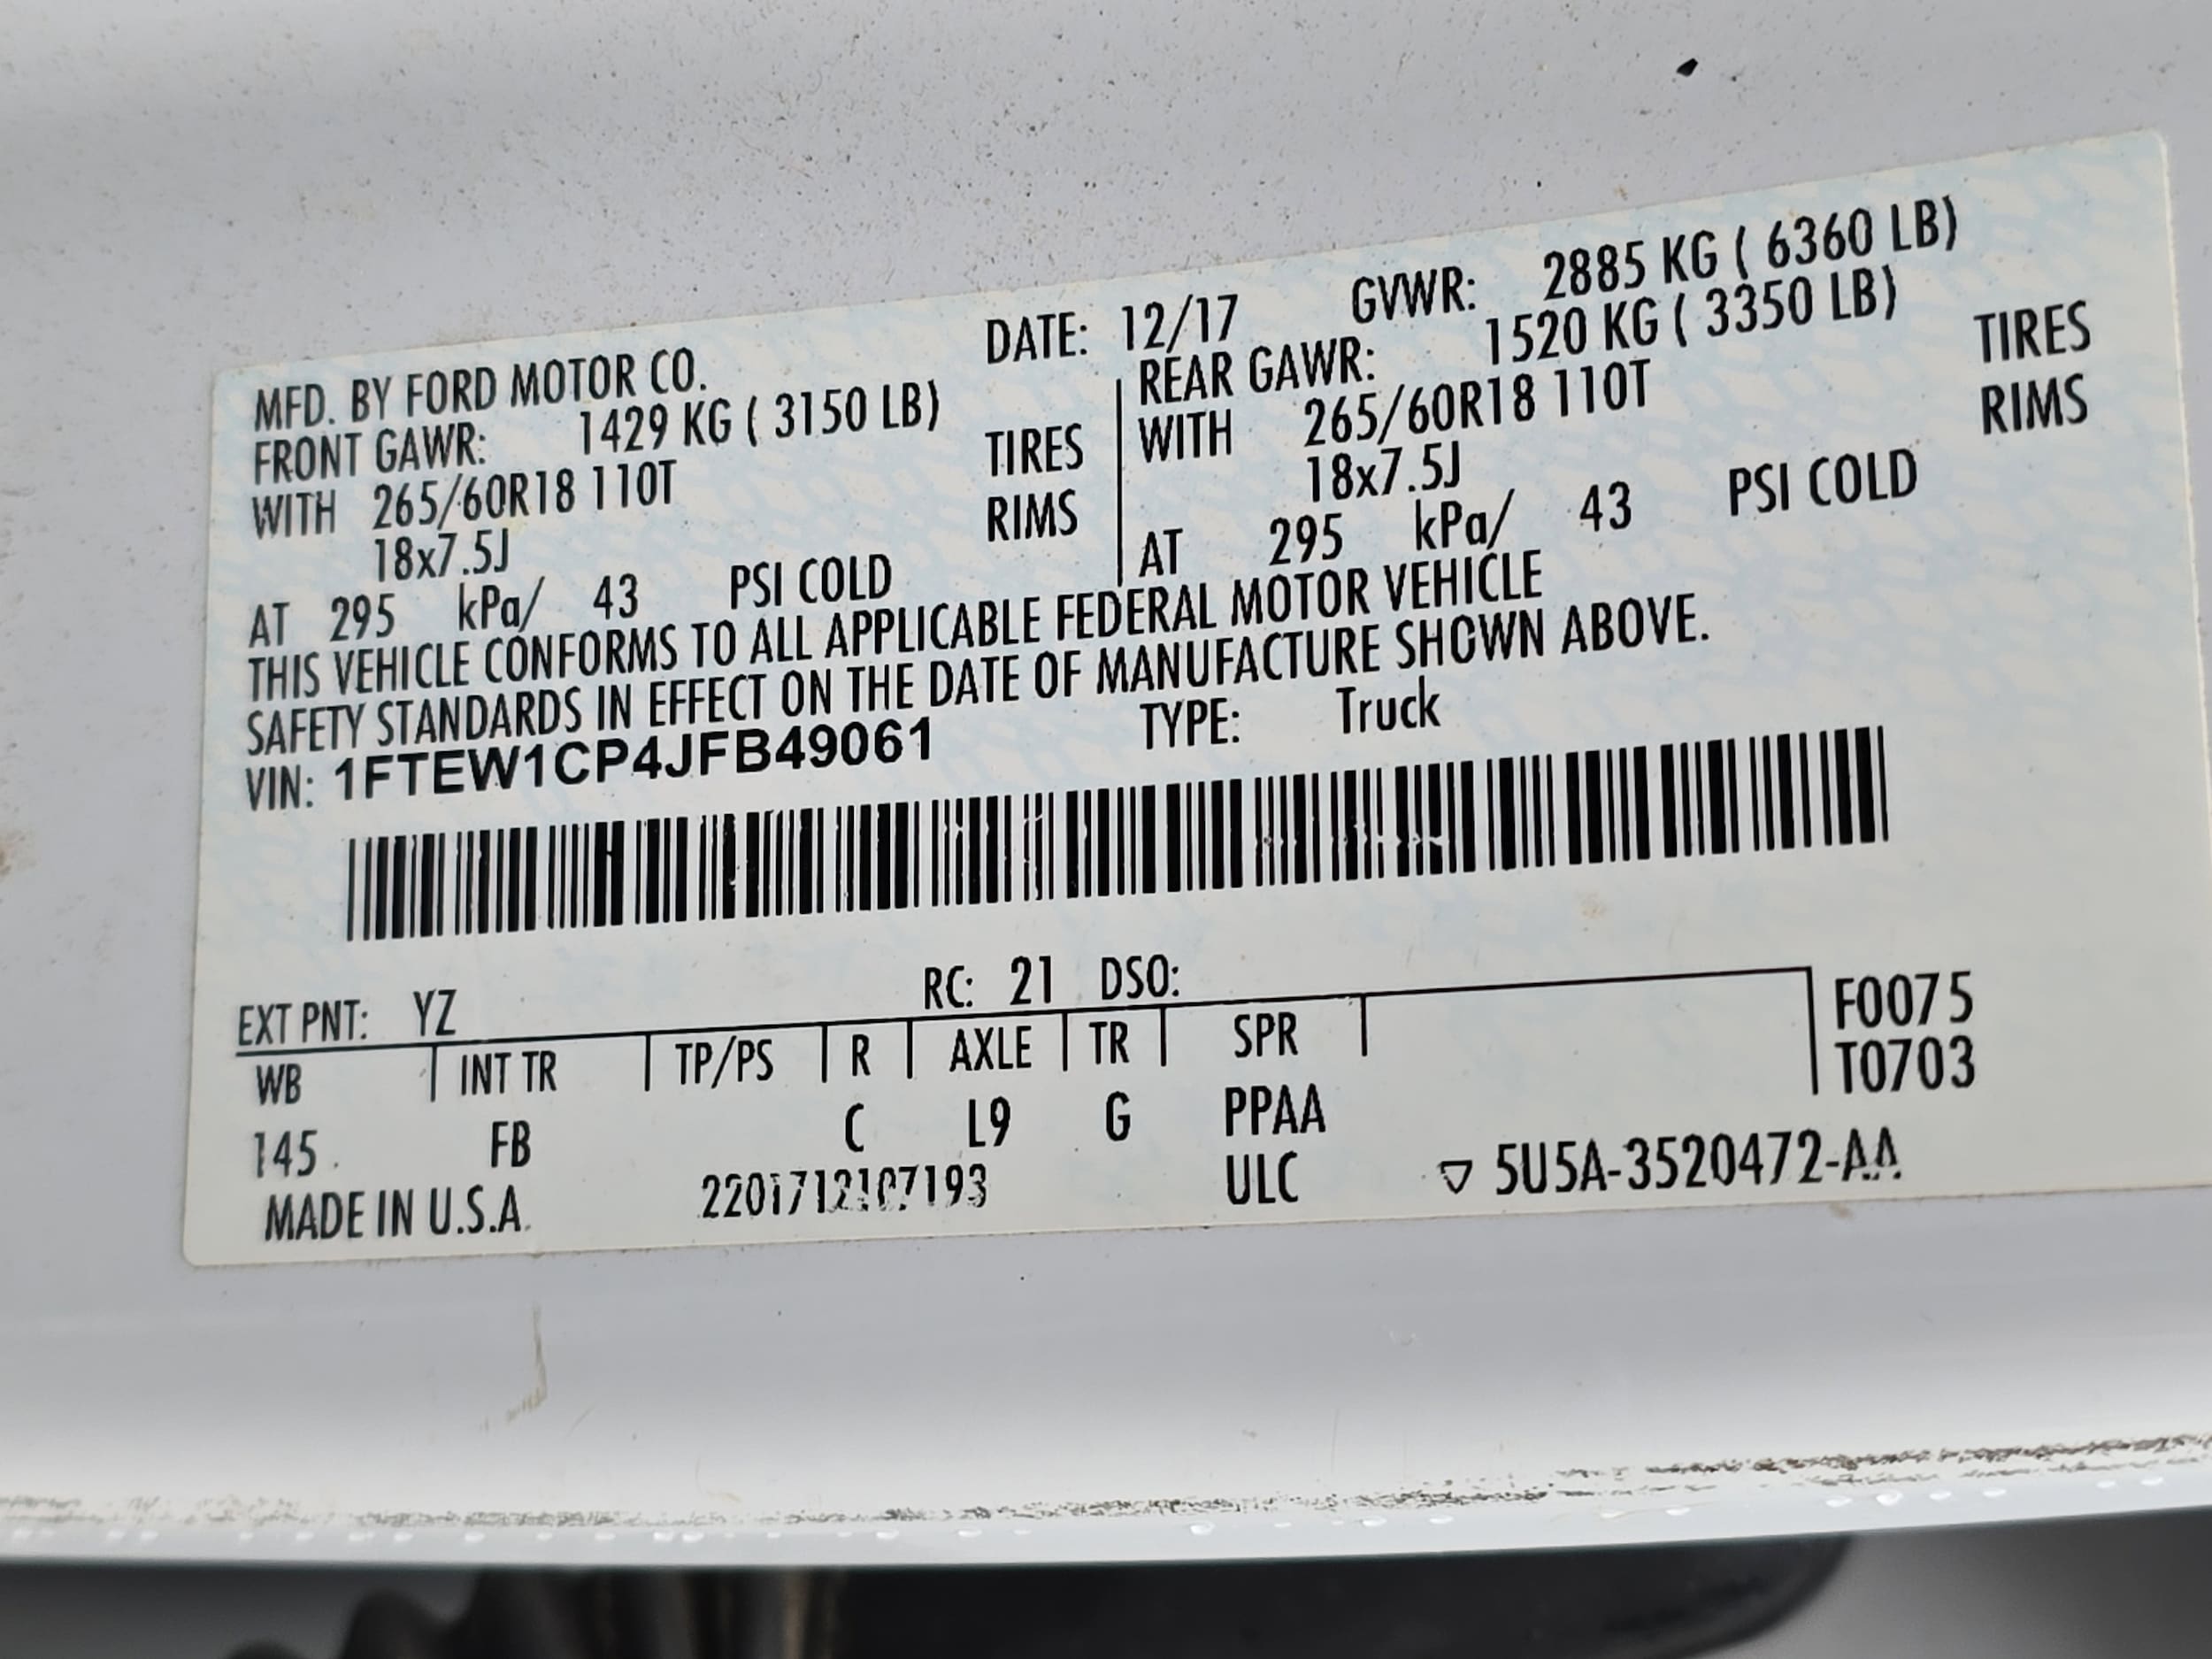 MFD. BY FORD MOTOR CO. DATE: 12/17 GVWR: 2885 KG ( 6360 LB)
FRONT GAWR: 1429 KG ( 3150 LB) REAR GAWR: 1520 KG ( 3350 LB)
WITH 265/60R18 110T TIRES WITH 265/60R18 110T TIRES
18x7.5J RIMS 18x7.5J RIMS
AT 295 kPa/ 43 PSI COLD AT 295 kPa/ 43 PSI COLD
THIS VEHICLE CONFORMS TO ALL APPLICABLE FEDERAL MOTOR VEHICLE
SAFETY STANDARDS IN EFFECT ON THE DATE OF MANUFACTURE SHOWN ABOVE.
VIN: 1FTEW1CP4JFB49061 TYPE: Truck
EXT PNT: YZ RC: 21 DSO: F0075
WB INT TR TP/PS R AXLE TR SPR T0703
145 FB C L9 G PPAA
MADE IN U.S.A. 2201712107193 ULC ▽ 5U5A-3520472-AA